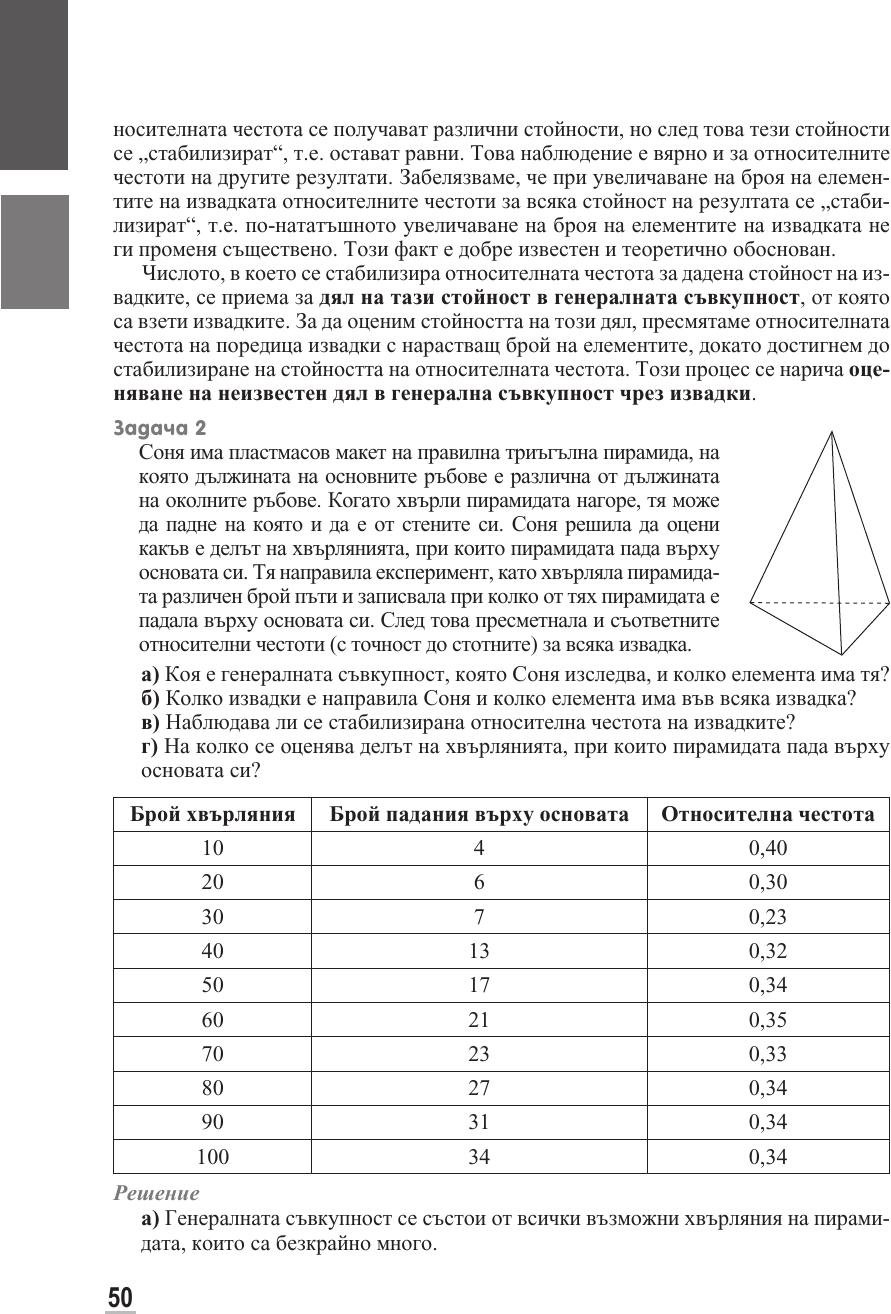 носителната честота се получават различни стойности, но след това тези стойности
се „стабилизират“, т.е. остават равни. Това наблюдение е вярно и за относителните
честоти на другите резултати. Забелязваме, че при увеличаване на броя на елемен-
тите на извадката относителните честоти за всяка стойност на резултата се „стаби-
лизират“, т.е. по-нататъшното увеличаване на броя на елементите на извадката не
ги променя съществено. Този факт е добре известен и теоретично обоснован.
Числото, в което се стабилизира относителната честота за дадена стойност на из-
вадките, се приема за дял на тази стойност в генералната съвкупност, от която
са взети извадките. За да оценим стойността на този дял, пресмятаме относителната
честота на поредица извадки с нарастващ брой на елементите, докато достигнем до
стабилизиране на стойността на относителната честота. Този процес се нарича оце-
няване на неизвестен дял в генерална съвкупност чрез извадки.
Задача 2
Соня има пластмасов макет на правилна триъгълна пирамида, на
която дължината на основните ръбове е различна от дължината
на околните ръбове. Когато хвърли пирамидата нагоре, тя може
да падне на която и да е от стените си. Соня решила да оцени
какъв е делът на хвърлянията, при които пирамидата пада върху
основата си. Тя направила експеримент, като хвърляла пирамида-
та различен брой пъти и записвала при колко от тях пирамидата е
падала върху основата си. След това пресметнала и съответните
относителни честоти (с точност до стотните) за всяка извадка.
а) Коя е генералната съвкупност, която Соня изследва, и колко елемента има тя?
б) Колко извадки е направила Соня и колко елемента има във всяка извадка?
в) Наблюдава ли се стабилизирана относителна честота на извадките?
г) На колко се оценява делът на хвърлянията, при които пирамидата пада върху
основата си?
Брой хвърляния Брой падания върху основата Относителна честота
10 4 0,40
20 6 0,30
30 7 0,23
40 13 0,32
50 17 0,34
60 21 0,35
70 23 0,33
80 27 0,34
90 31 0,34
100 34 0,34
Решение
а) Генералната съвкупност се състои от всички възможни хвърляния на пирами-
дата, които са безкрайно много.
50